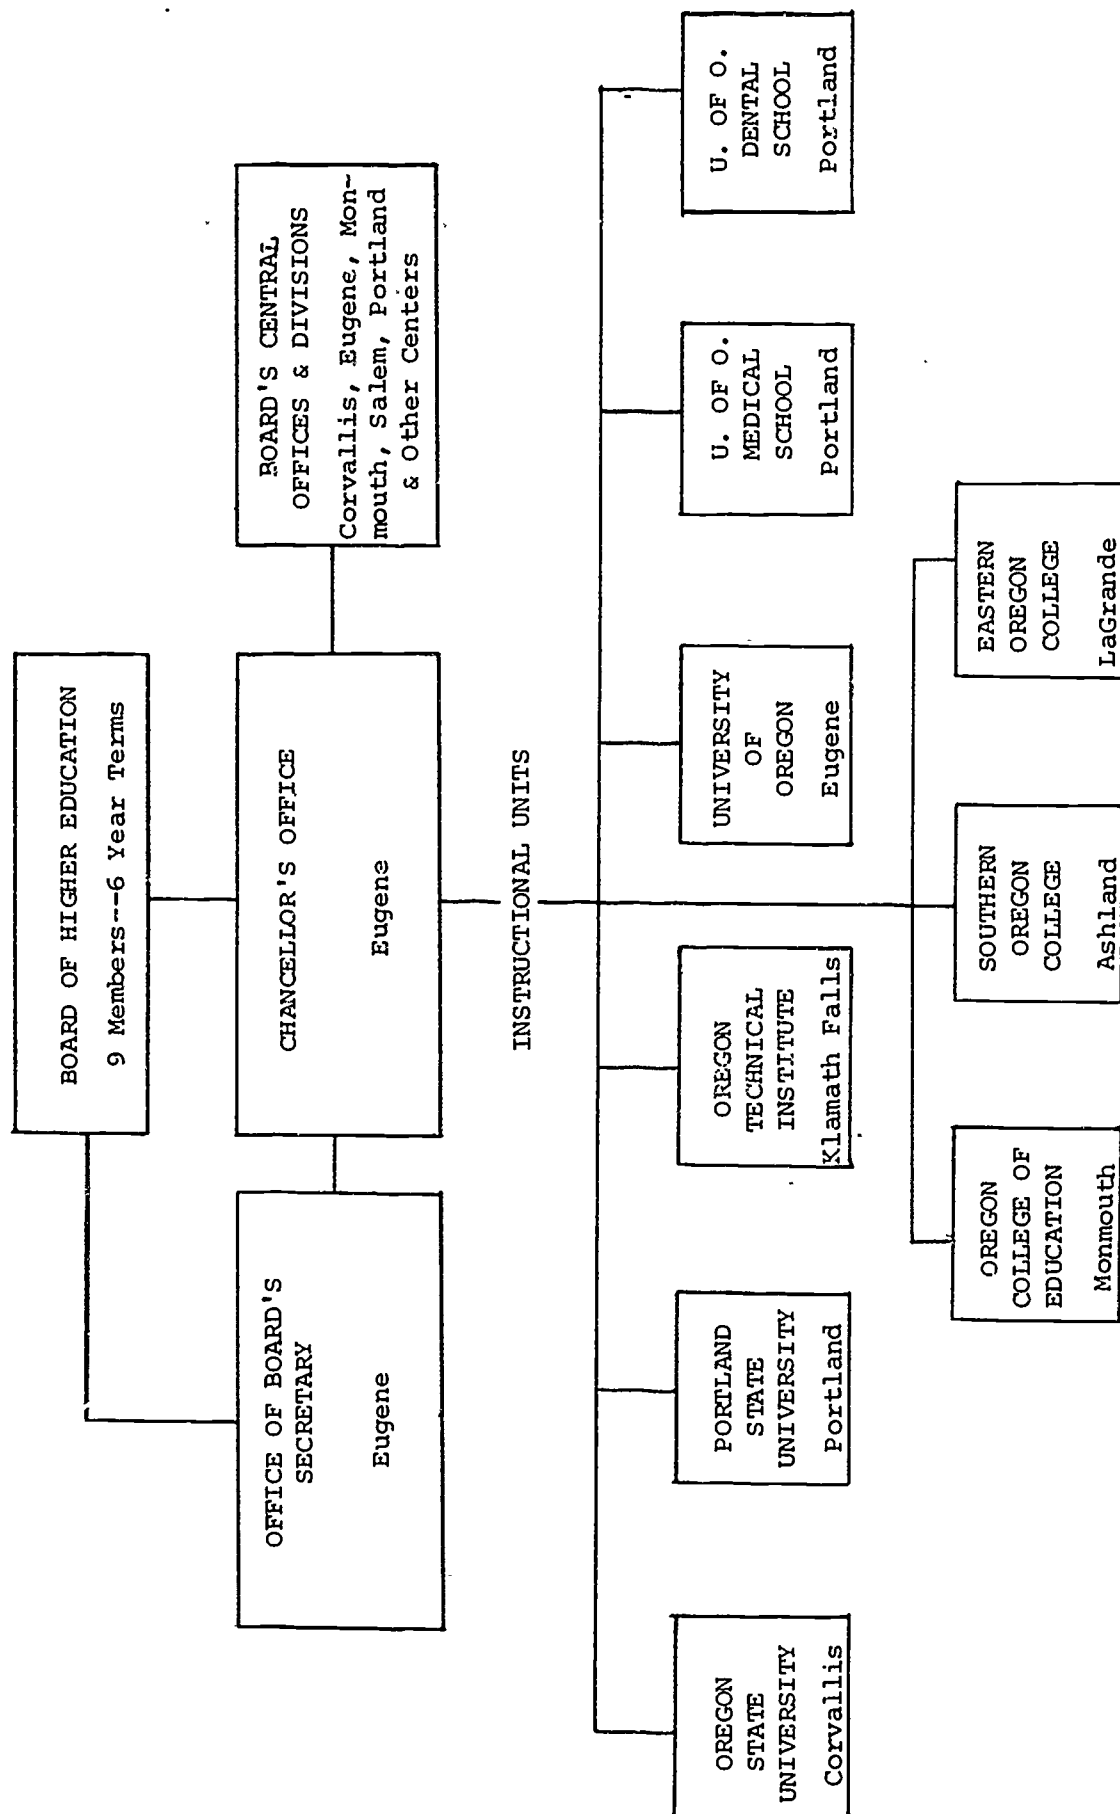 BOARD OF HIGHER EDUCATION
9 Members--6 Year Terms
OFFICE OF BOARD'S
SECRETARY
Eugene
CHANCELLOR'S OFFICE
Eugene
BOARD'S CENTRAL
OFFICES & DIVISIONS
Corvallis, Eugene, Mon-
mouth, Salem, Portland
& Other Centers
INSTRUCTIONAL UNITS
OREGON
STATE
UNIVERSITY
Corvallis
PORTLAND
STATE
UNIVERSITY
Portland
OREGON
TECHNICAL
INSTITUTE
Klamath Falls
UNIVERSITY
OF
OREGON
Eugene
U. OF O.
MEDICAL
SCHOOL
Portland
U. OF O.
DENTAL
SCHOOL
Portland
OREGON
COLLEGE OF
EDUCATION
Monmouth
SOUTHERN
OREGON
COLLEGE
Ashland
EASTERN
OREGON
COLLEGE
LaGrande